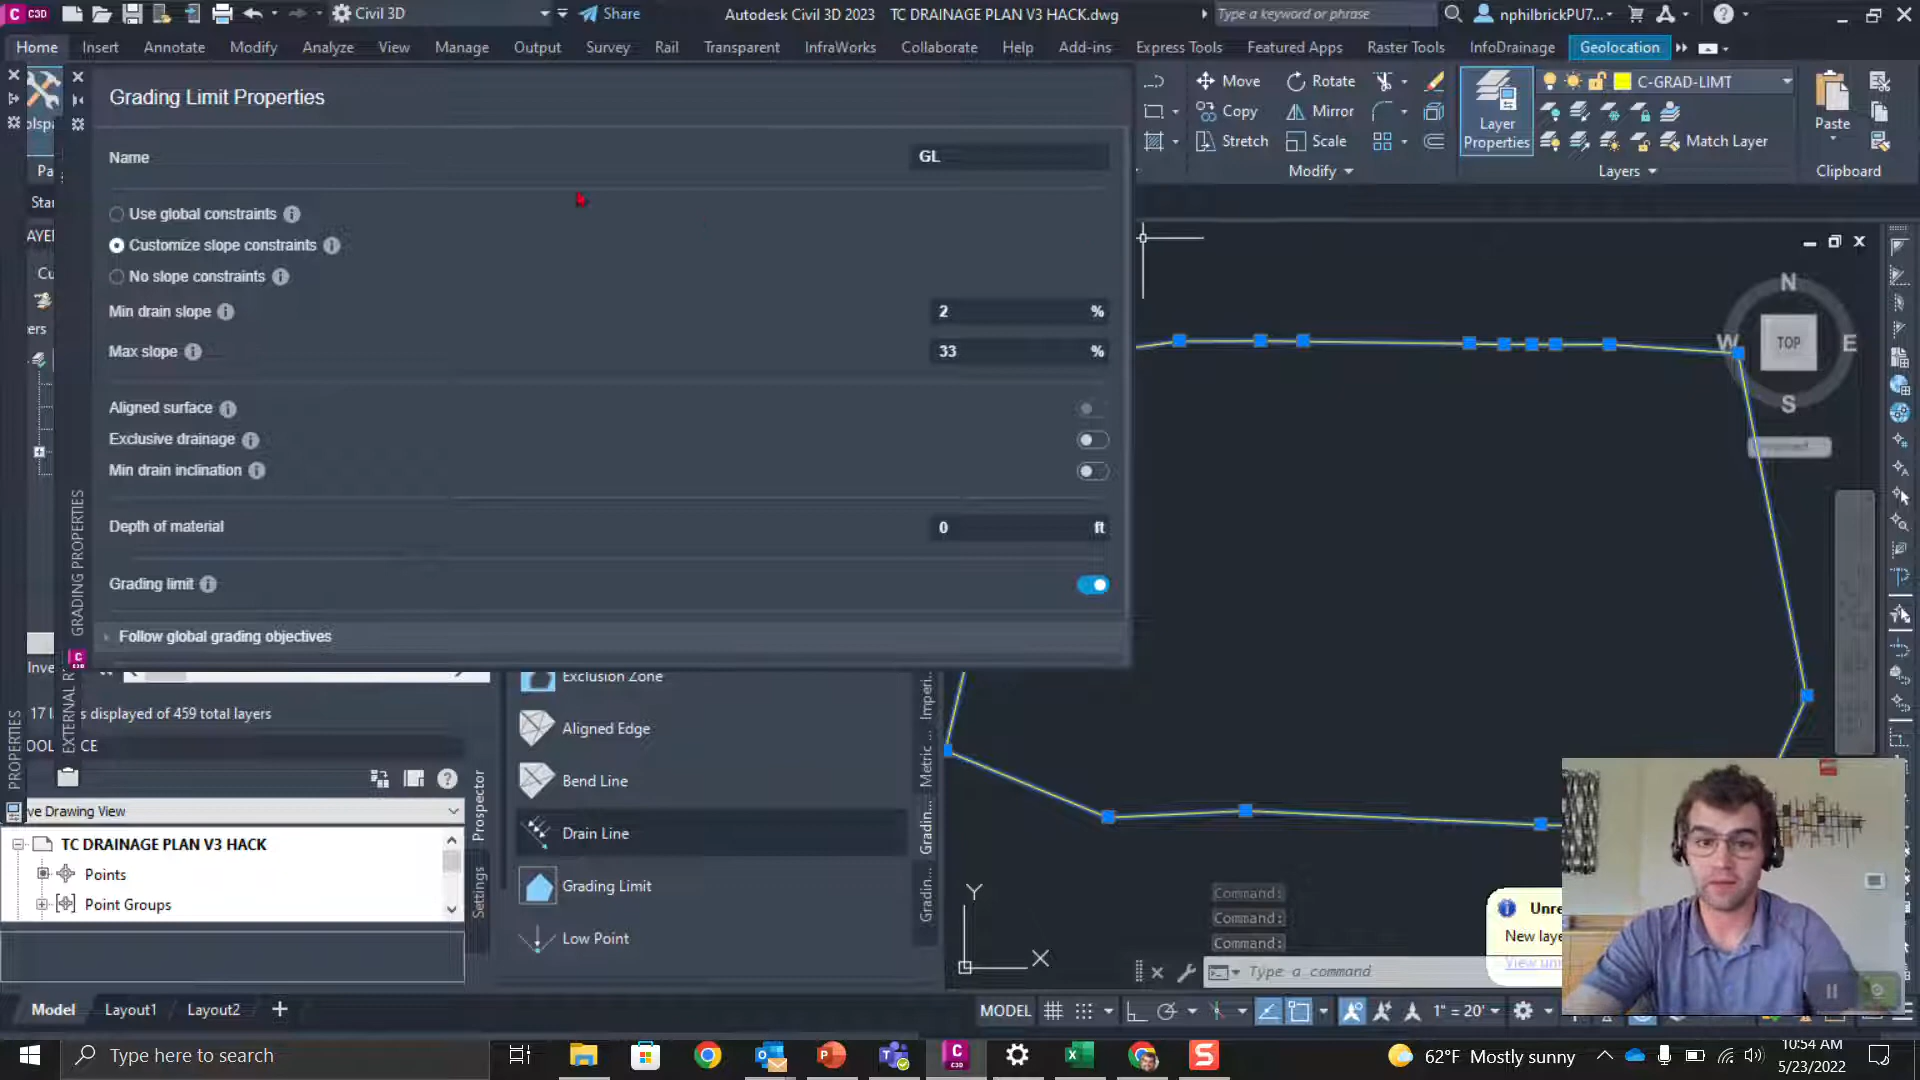 C3D
Civil 3D
Share
Autodesk Civil 3D 2023 TC DRAINAGE PLAN V3 HACK.dwg
Type a keyword or phrase
nphilbrickPU7...
Home Insert Annotate Modify Analyze View Manage Output Survey Rail Transparent InfraWorks Collaborate Help Add-ins Express Tools Featured Apps Raster Tools InfoDrainage Geolocation
Grading Limit Properties
Name GL
Use global constraints
Customize slope constraints
No slope constraints
Min drain slope 2 %
Max slope 33 %
Aligned surface
Exclusive drainage
Min drain inclination
Depth of material 0 ft
Grading limit
Follow global grading objectives
GRADING PROPERTIES
Move Rotate
Copy Mirror
Stretch Scale
Modify
Layer Properties
C-GRAD-LIMT
Match Layer
Layers
Paste
Clipboard
N
W TOP E
S
Exclusion Zone
Aligned Edge
Bend Line
Drain Line
Grading Limit
Low Point
displayed of 459 total layers
PROPERTIES
Prospector
Settings
TC DRAINAGE PLAN V3 HACK
Points
Point Groups
Y
X
Command:
Command:
Command:
Type a command
Model Layout1 Layout2 +
MODEL 1" = 20'
Type here to search
62°F Mostly sunny
10:54 AM
5/23/2022